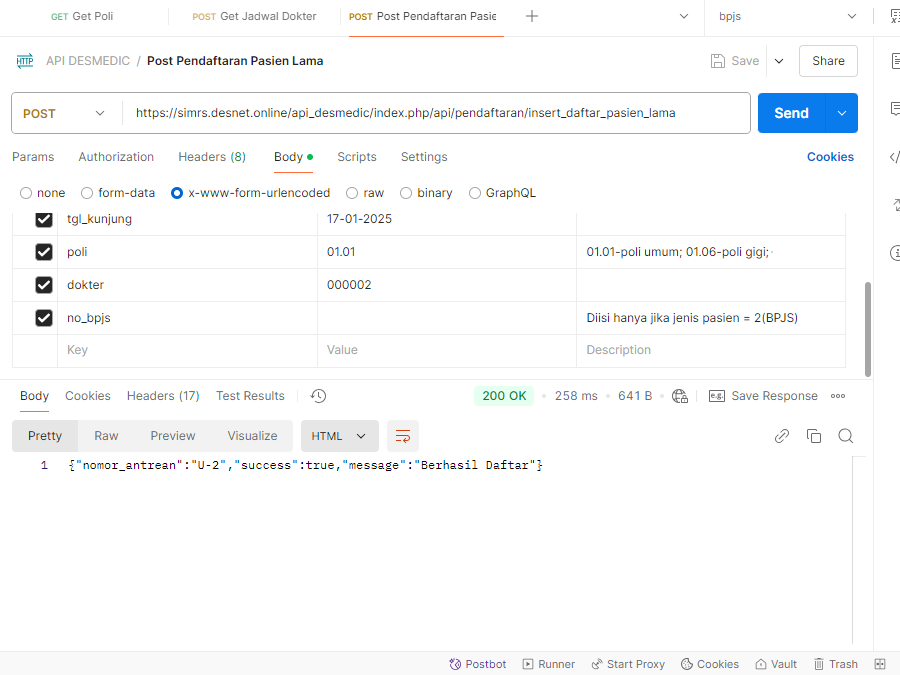 GET Get Poli POST Get Jadwal Dokter POST Post Pendaftaran Pasie bpjs
HTTP API DESMEDIC / Post Pendaftaran Pasien Lama Save Share
POST https://simrs.desnet.online/api_desmedic/index.php/api/pendaftaran/insert_daftar_pasien_lama Send
Params Authorization Headers (8) Body Scripts Settings Cookies
none form-data x-www-form-urlencoded raw binary GraphQL
tgl_kunjung 17-01-2025
poli 01.01 01.01-poli umum; 01.06-poli gigi;
dokter 000002
no_bpjs Diisi hanya jika jenis pasien = 2(BPJS)
Key Value Description
Body Cookies Headers (17) Test Results 200 OK 258 ms 641 B e.g. Save Response
Pretty Raw Preview Visualize HTML
1 {"nomor_antrean":"U-2","success":true,"message":"Berhasil Daftar"}
Postbot Runner Start Proxy Cookies Vault Trash